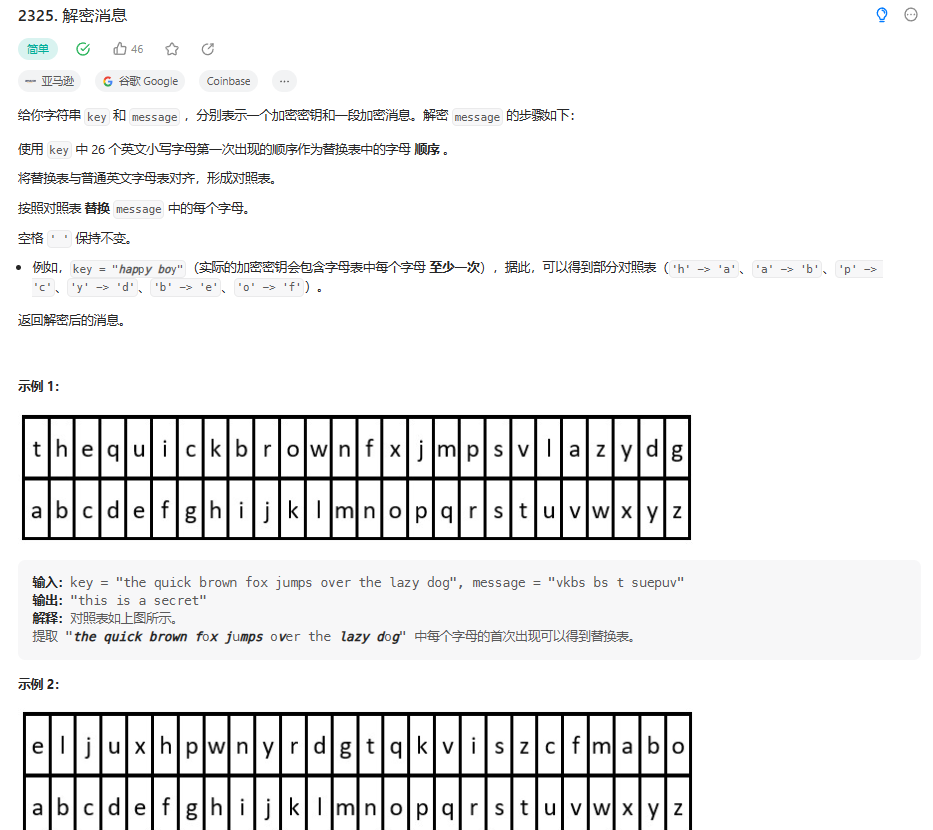 2325. 解密消息
简单 46
亚马逊 谷歌 Google Coinbase ...
给你字符串 key 和 message ，分别表示一个加密密钥和一段加密消息。解密 message 的步骤如下：
使用 key 中 26 个英文小写字母第一次出现的顺序作为替换表中的字母 顺序 。
将替换表与普通英文字母表对齐，形成对照表。
按照对照表 替换 message 中的每个字母。
空格 ' ' 保持不变。
• 例如，key = "happy boy"（实际的加密密钥会包含字母表中每个字母 至少一次），据此，可以得到部分对照表（'h' -> 'a'、'a' -> 'b'、'p' ->
'c'、'y' -> 'd'、'b' -> 'e'、'o' -> 'f'）。
返回解密后的消息。
示例 1：
t h e q u i c k b r o w n f x j m p s v l a z y d g
a b c d e f g h i j k l m n o p q r s t u v w x y z
输入：key = "the quick brown fox jumps over the lazy dog", message = "vkbs bs t suepuv"
输出："this is a secret"
解释：对照表如上图所示。
提取 "the quick brown fox jumps over the lazy dog" 中每个字母的首次出现可以得到替换表。
示例 2：
e l j u x h p w n y r d g t q k v i s z c f m a b o
a b c d e f g h i j k l m n o p q r s t u v w x y z